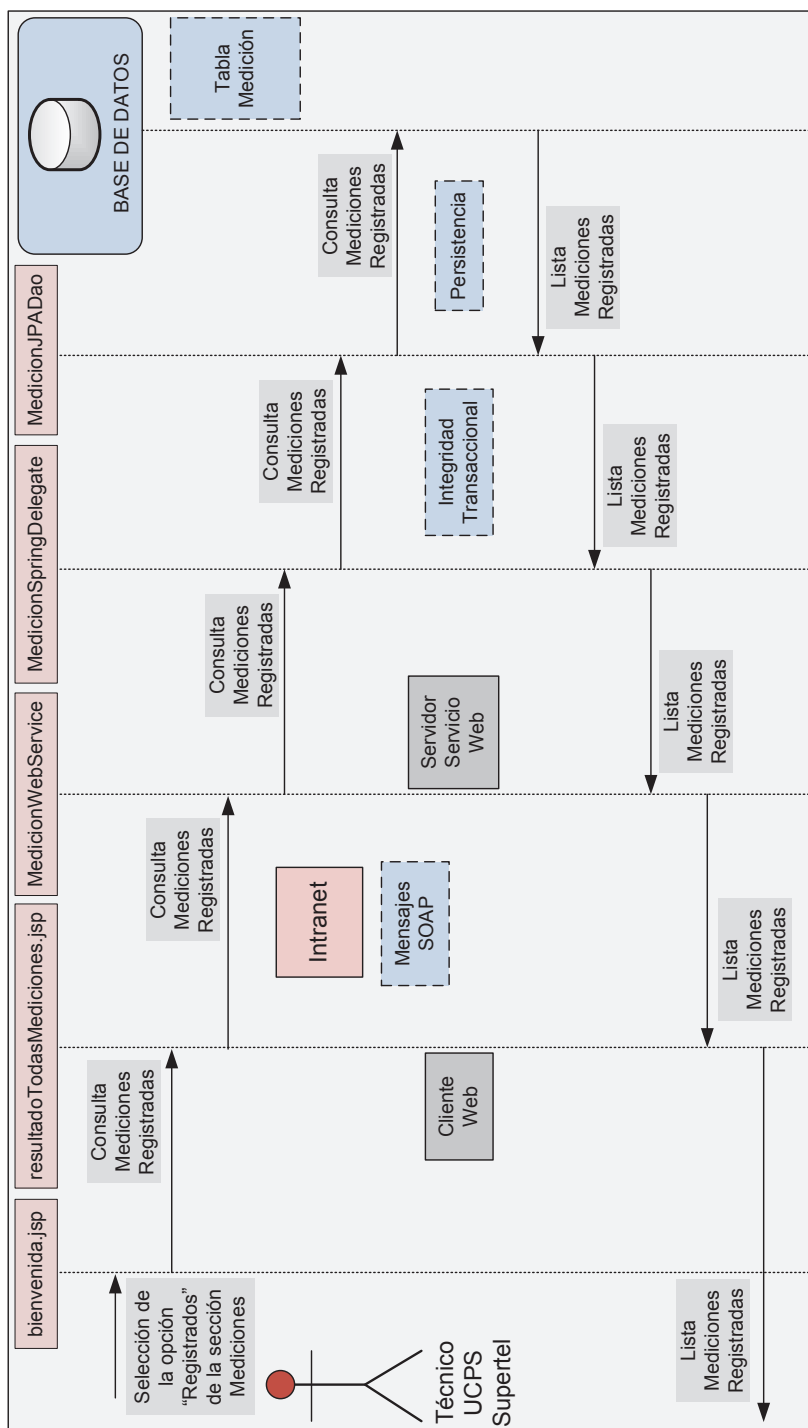 bienvenida.jsp
resultadoTodasMediciones.jsp
MedicionWebService
MedicionSpringDelegate
MedicionJPADao
BASE DE DATOS
Selección de
la opción
“Registrados”
de la sección
Mediciones
Consulta
Mediciones
Registradas
Consulta
Mediciones
Registradas
Consulta
Mediciones
Registradas
Consulta
Mediciones
Registradas
Consulta
Mediciones
Registradas
Tabla
Medición
Técnico
UCPS
Supertel
Cliente
Web
Intranet
Mensajes
SOAP
Servidor
Servicio
Web
Integridad
Transaccional
Persistencia
Lista
Mediciones
Registradas
Lista
Mediciones
Registradas
Lista
Mediciones
Registradas
Lista
Mediciones
Registradas
Lista
Mediciones
Registradas